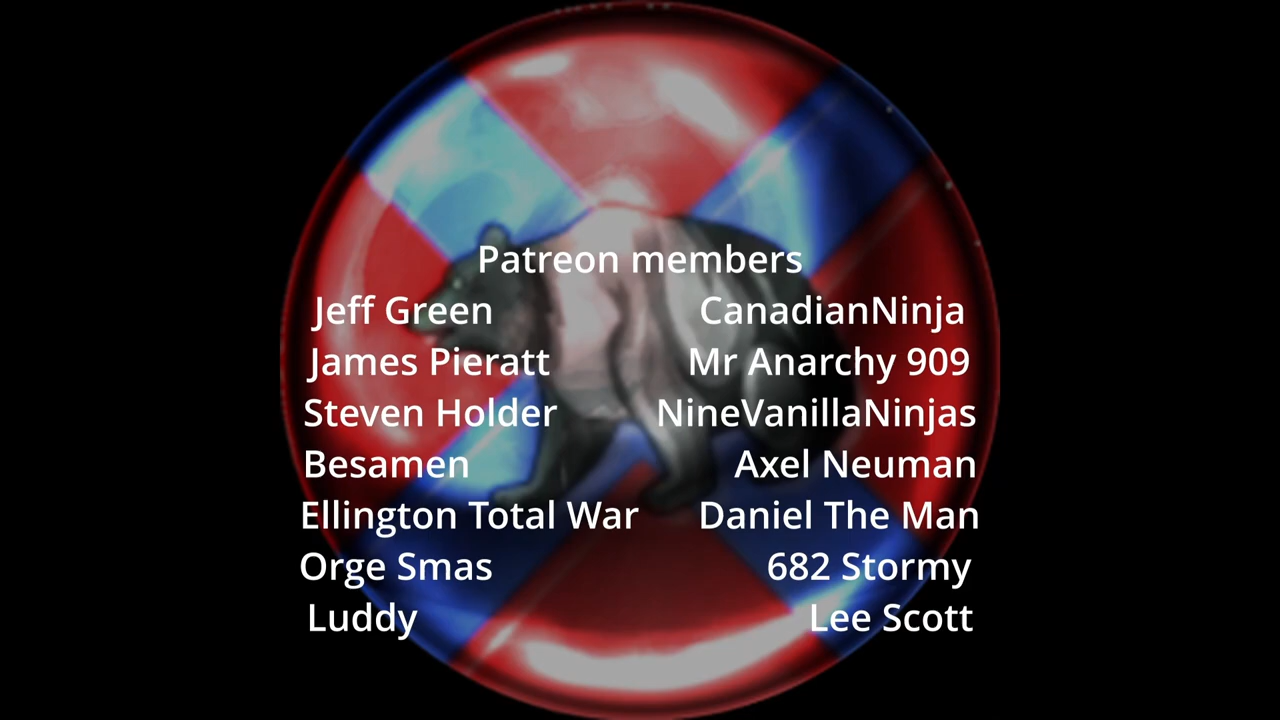 Patreon members
Jeff Green CanadianNinja
James Pieratt Mr Anarchy 909
Steven Holder NineVanillaNinjas
Besamen Axel Neuman
Ellington Total War Daniel The Man
Orge Smas 682 Stormy
Luddy Lee Scott